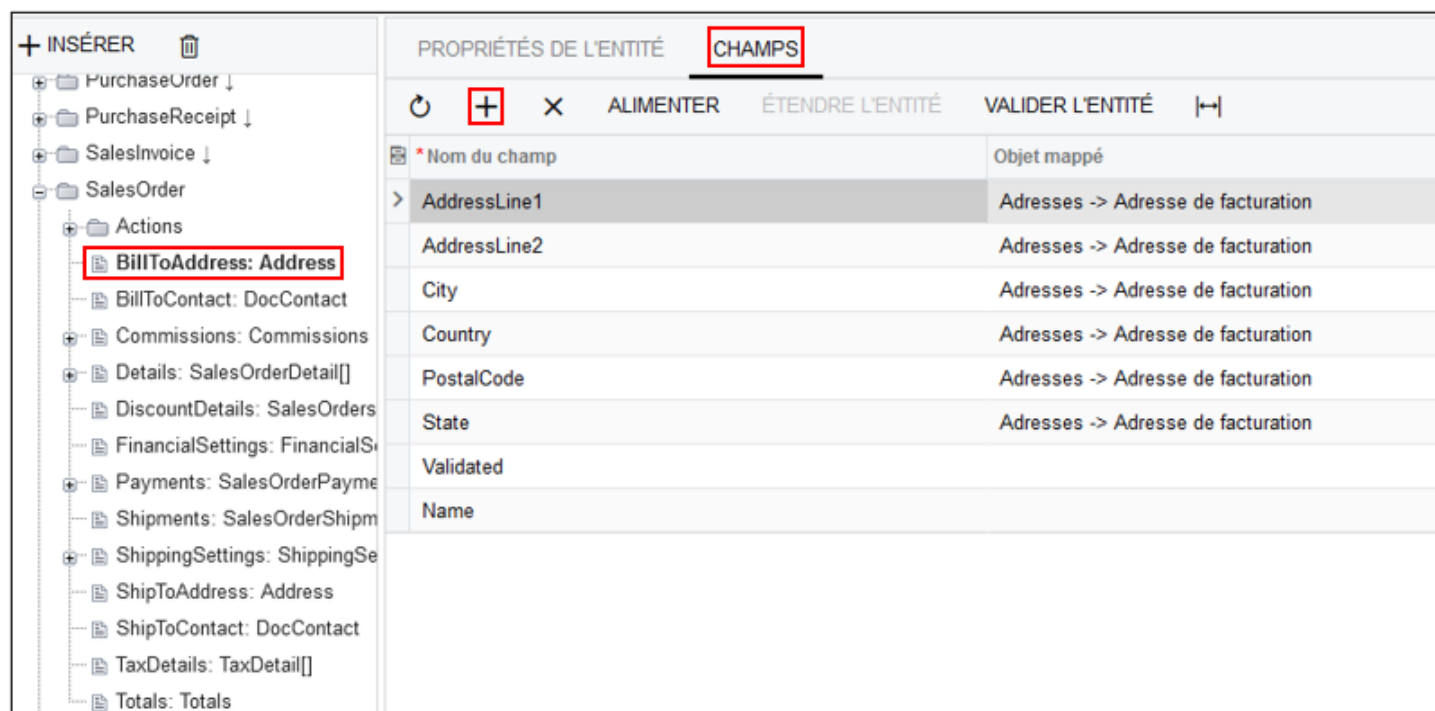 + INSÉRER
PurchaseOrder ↓
PurchaseReceipt ↓
SalesInvoice ↓
SalesOrder
Actions
BillToAddress: Address
BillToContact: DocContact
Commissions: Commissions
Details: SalesOrderDetail[]
DiscountDetails: SalesOrders
FinancialSettings: FinancialSe
Payments: SalesOrderPayme
Shipments: SalesOrderShipm
ShippingSettings: ShippingSe
ShipToAddress: Address
ShipToContact: DocContact
TaxDetails: TaxDetail[]
Totals: Totals
PROPRIÉTÉS DE L'ENTITÉ CHAMPS
ALIMENTER ÉTENDRE L'ENTITÉ VALIDER L'ENTITÉ
* Nom du champ Objet mappé
AddressLine1 Adresses -> Adresse de facturation
AddressLine2 Adresses -> Adresse de facturation
City Adresses -> Adresse de facturation
Country Adresses -> Adresse de facturation
PostalCode Adresses -> Adresse de facturation
State Adresses -> Adresse de facturation
Validated
Name